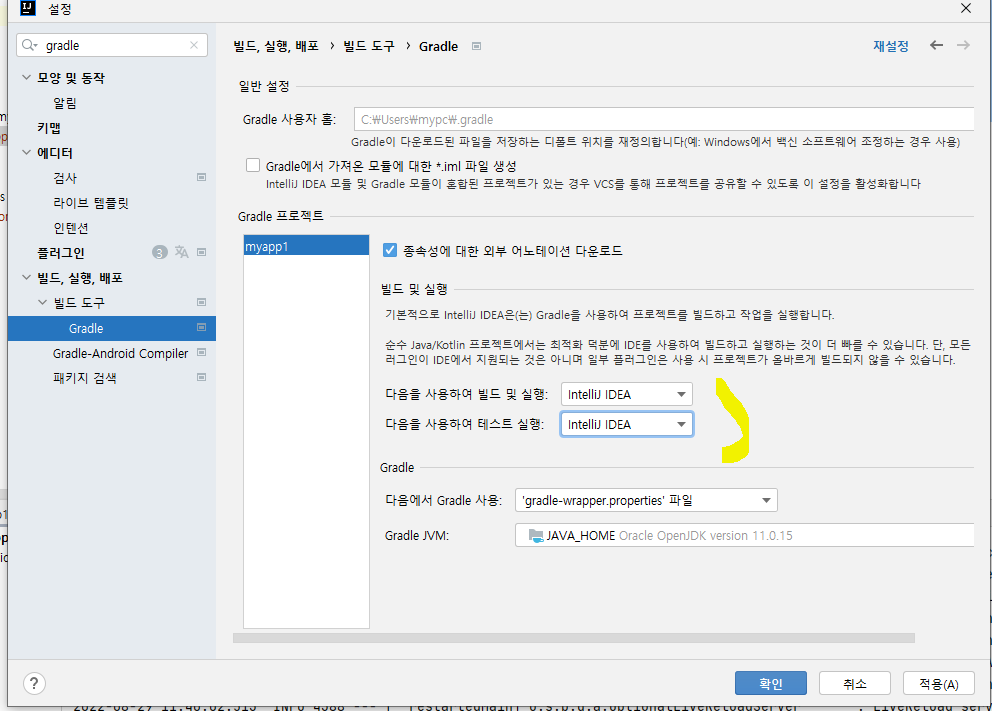 설정
gradle
모양 및 동작
알림
키맵
에디터
검사
라이브 템플릿
인텐션
플러그인 3
빌드, 실행, 배포
빌드 도구
Gradle
Gradle-Android Compiler
패키지 검색
빌드, 실행, 배포 › 빌드 도구 › Gradle
재설정
일반 설정
Gradle 사용자 홈: C:₩Users₩mypc₩.gradle
Gradle이 다운로드된 파일을 저장하는 디폴트 위치를 재정의합니다(예: Windows에서 백신 소프트웨어 조정하는 경우 사용)
Gradle에서 가져온 모듈에 대한 *.iml 파일 생성
IntelliJ IDEA 모듈 및 Gradle 모듈이 혼합된 프로젝트가 있는 경우 VCS를 통해 프로젝트를 공유할 수 있도록 이 설정을 활성화합니다
Gradle 프로젝트
myapp1
종속성에 대한 외부 어노테이션 다운로드
빌드 및 실행
기본적으로 IntelliJ IDEA은(는) Gradle을 사용하여 프로젝트를 빌드하고 작업을 실행합니다.
순수 Java/Kotlin 프로젝트에서는 최적화 덕분에 IDE를 사용하여 빌드하고 실행하는 것이 더 빠를 수 있습니다. 단, 모든
러그인이 IDE에서 지원되는 것은 아니며 일부 플러그인은 사용 시 프로젝트가 올바르게 빌드되지 않을 수 있습니다.
다음을 사용하여 빌드 및 실행: IntelliJ IDEA
다음을 사용하여 테스트 실행: IntelliJ IDEA
Gradle
다음에서 Gradle 사용: 'gradle-wrapper.properties' 파일
Gradle JVM: JAVA_HOME Oracle OpenJDK version 11.0.15
?
확인
취소
적용(A)